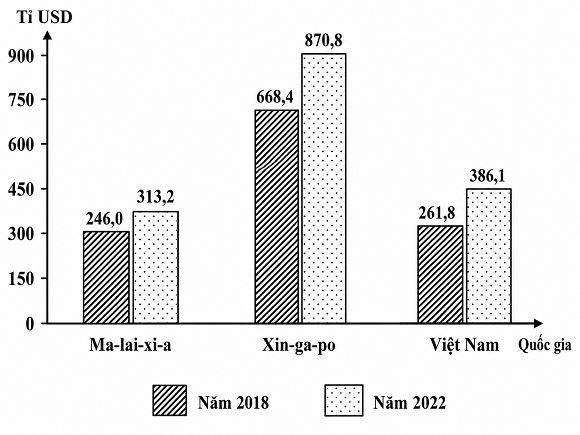 Tỉ USD
900
750
600
450
300
150
0
246,0
313,2
668,4
870,8
261,8
386,1
Ma-lai-xi-a
Xin-ga-po
Việt Nam
Quốc gia
Năm 2018
Năm 2022